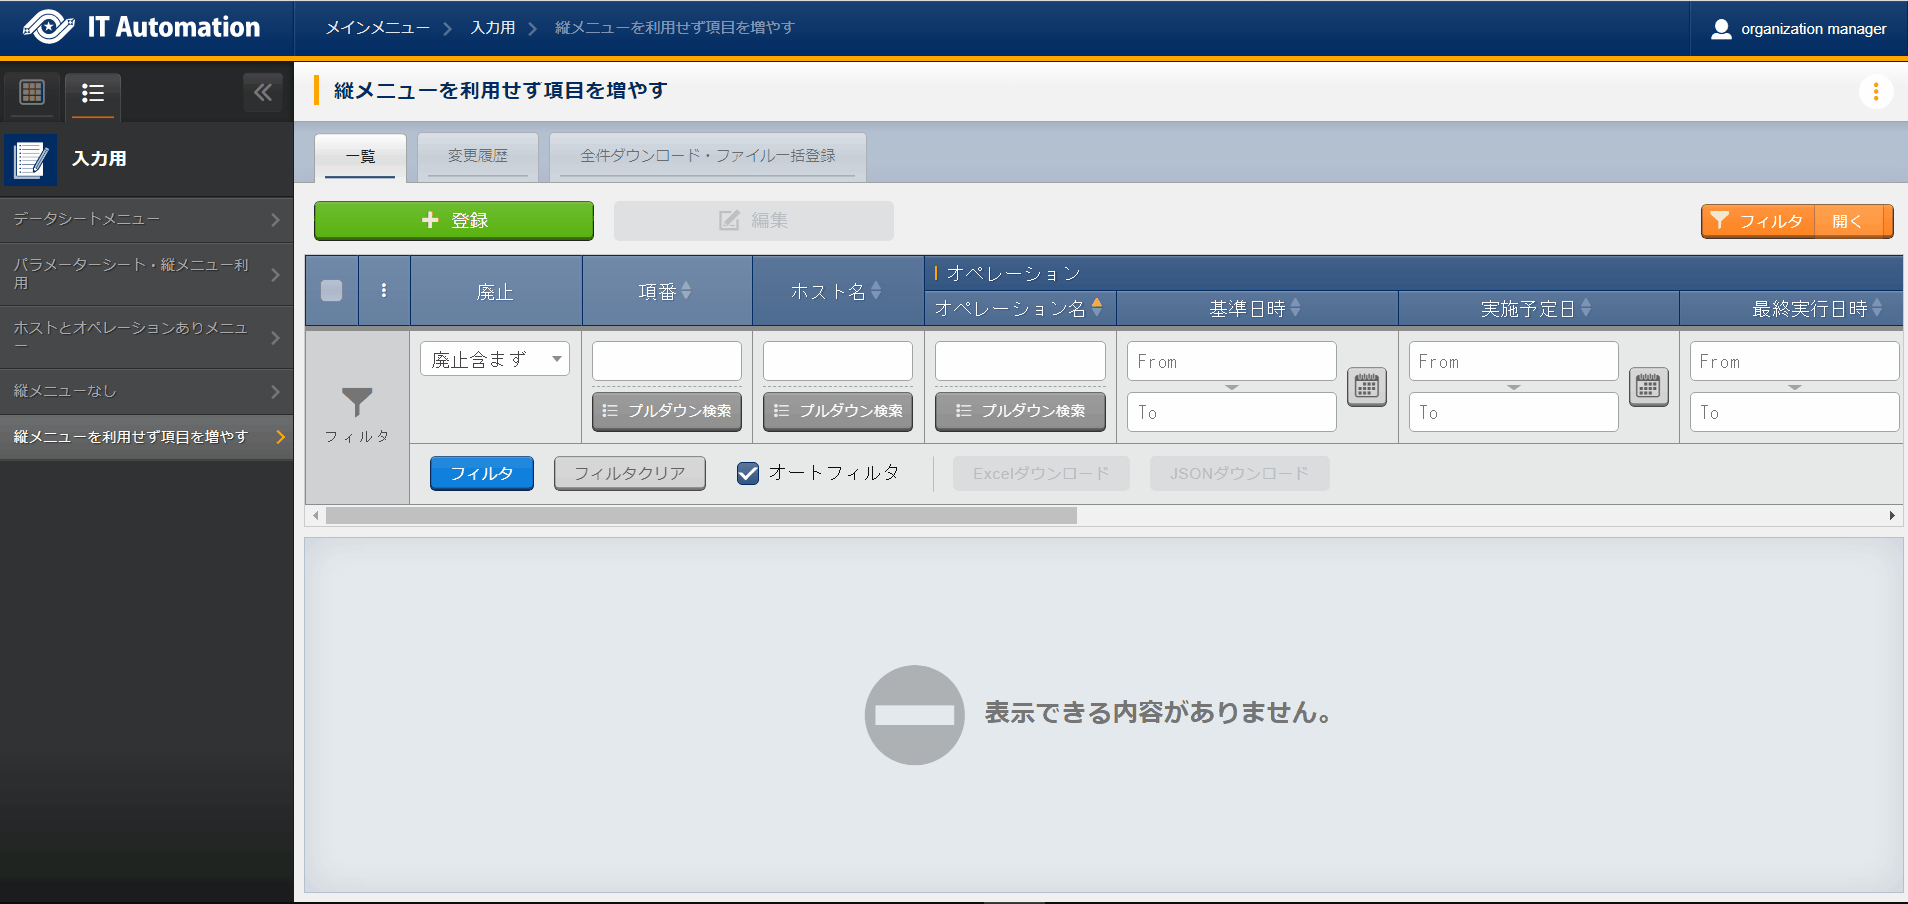 IT Automation
メインメニュー
入力用
縦メニューを利用せず項目を増やす
organization manager
入力用
データシートメニュー
パラメーターシート・縦メニュー利
用
ホストとオペレーションありメニュ
ー
縦メニューなし
縦メニューを利用せず項目を増やす
縦メニューを利用せず項目を増やす
一覧
変更履歴
全件ダウンロード・ファイル一括登録
登録
編集
フィルタ
開く
廃止
項番
ホスト名
オペレーション
オペレーション名
基準日時
実施予定日
最終実行日時
フィルタ
廃止含まず
プルダウン検索
プルダウン検索
プルダウン検索
From
To
From
To
From
To
フィルタ
フィルタクリア
オートフィルタ
Excelダウンロード
JSONダウンロード
表示できる内容がありません。